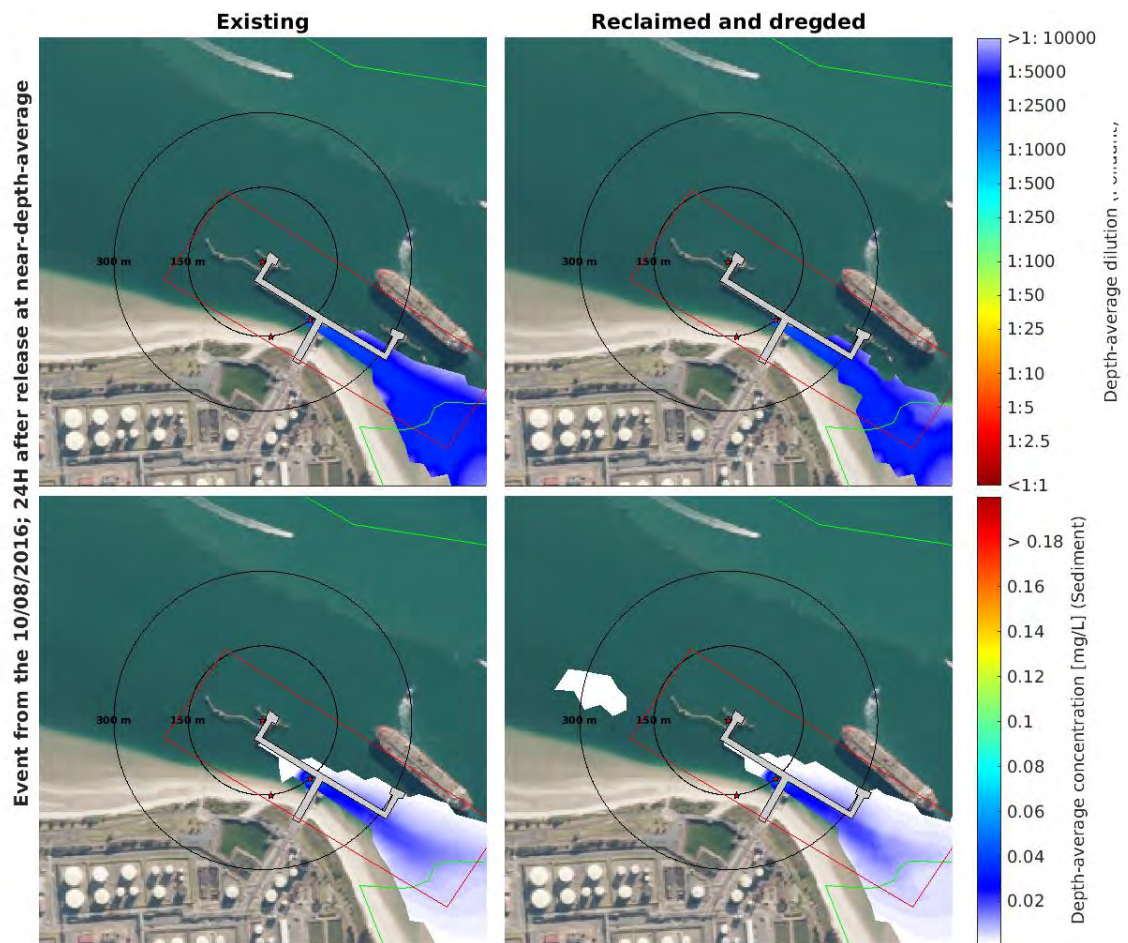 Existing
Reclaimed and dregded
Event from the 10/08/2016; 24H after release at near-depth-average
300 m
150 m
300 m
150 m
>1: 10000
1:5000
1:2500
1:1000
1:500
1:250
1:100
1:50
1:25
1:10
1:5
1:2.5
<1:1
Depth-average dilution
300 m
150 m
300 m
150 m
> 0.18
0.16
0.14
0.12
0.1
0.08
0.06
0.04
0.02
Depth-average concentration [mg/L] (Sediment)